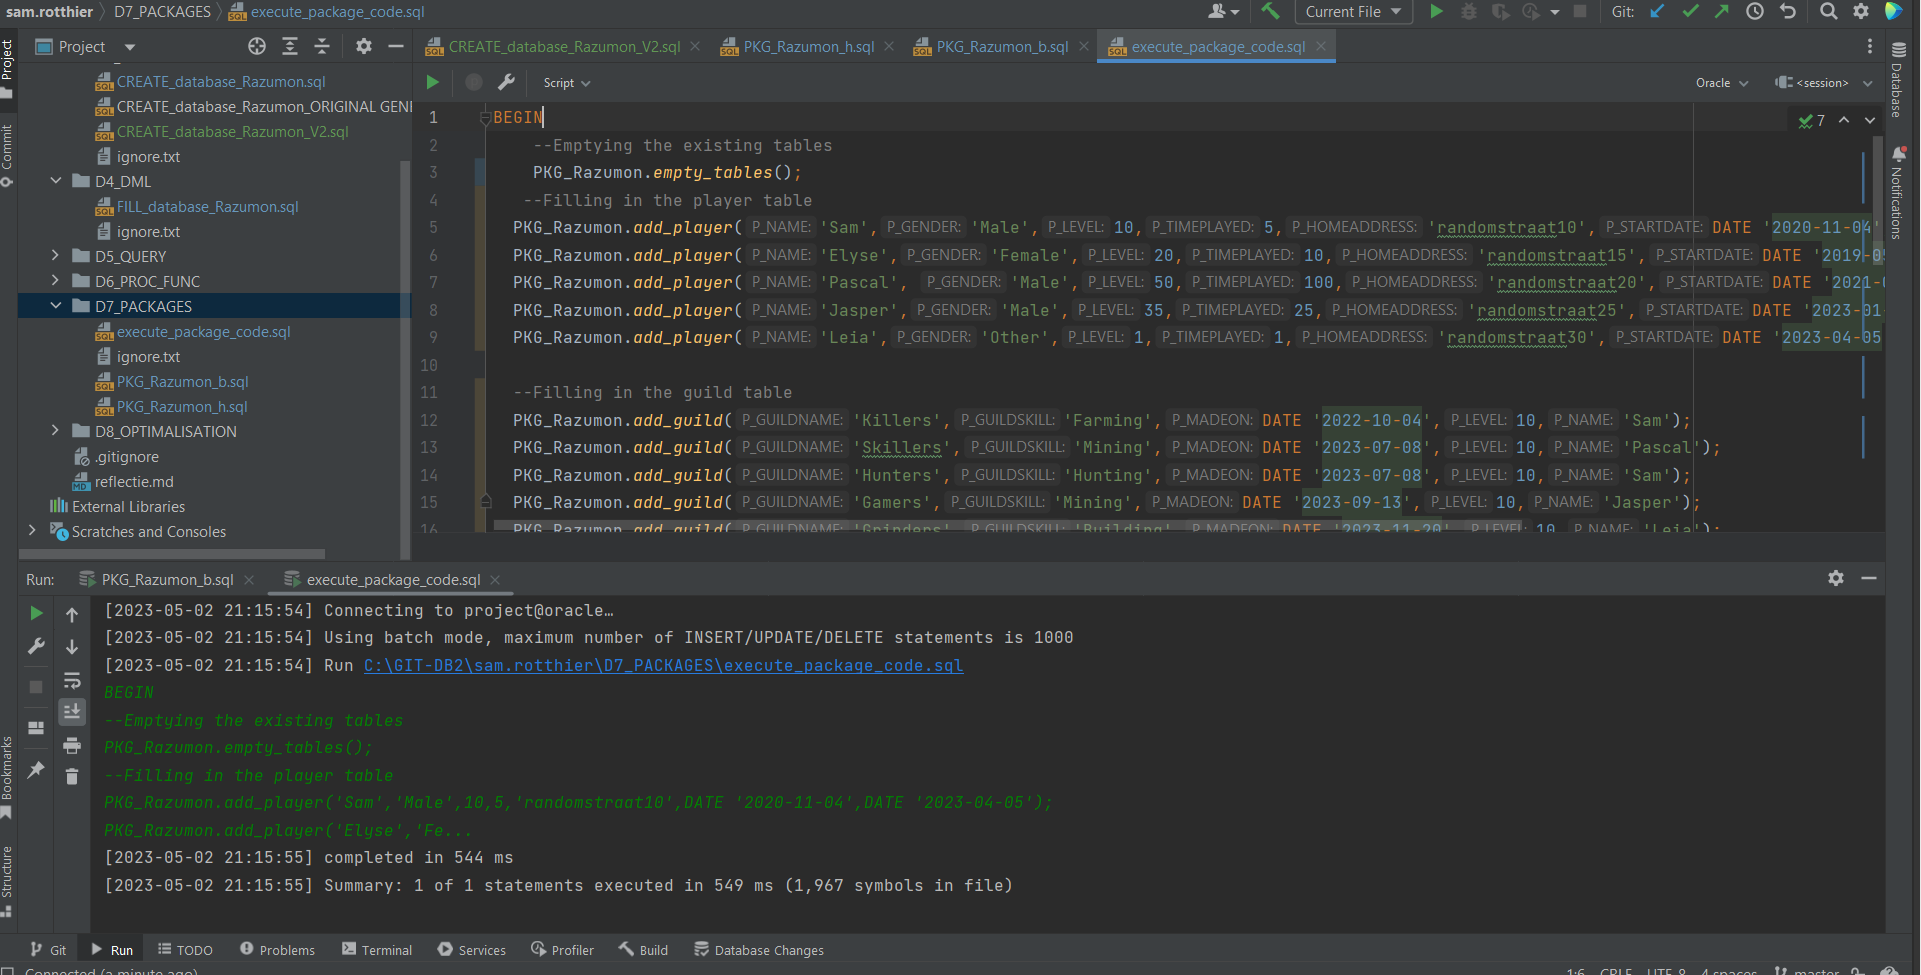 sam.rotthier 〉 D7_PACKAGES 〉 execute_package_code.sql
Current File
Git:
Project
CREATE_database_Razumon_V2.sql
PKG_Razumon_h.sql
PKG_Razumon_b.sql
execute_package_code.sql
Script
Oracle
<session>
Project
Commit
Bookmarks
Structure
Database
Notifications
CREATE_database_Razumon.sql
CREATE_database_Razumon_ORIGINAL GENI
CREATE_database_Razumon_V2.sql
ignore.txt
D4_DML
FILL_database_Razumon.sql
ignore.txt
D5_QUERY
D6_PROC_FUNC
D7_PACKAGES
execute_package_code.sql
ignore.txt
PKG_Razumon_b.sql
PKG_Razumon_h.sql
D8_OPTIMALISATION
.gitignore
reflectie.md
External Libraries
Scratches and Consoles
7
1 BEGIN
2 --Emptying the existing tables
3 PKG_Razumon.empty_tables();
4 --Filling in the player table
5 PKG_Razumon.add_player( P_NAME: 'Sam', P_GENDER: 'Male', P_LEVEL: 10, P_TIMEPLAYED: 5, P_HOMEADDRESS: 'randomstraat10', P_STARTDATE: DATE '2020-11-04'
6 PKG_Razumon.add_player( P_NAME: 'Elyse', P_GENDER: 'Female', P_LEVEL: 20, P_TIMEPLAYED: 10, P_HOMEADDRESS: 'randomstraat15', P_STARTDATE: DATE '2019-05
7 PKG_Razumon.add_player( P_NAME: 'Pascal', P_GENDER: 'Male', P_LEVEL: 50, P_TIMEPLAYED: 100, P_HOMEADDRESS: 'randomstraat20', P_STARTDATE: DATE '2021-
8 PKG_Razumon.add_player( P_NAME: 'Jasper', P_GENDER: 'Male', P_LEVEL: 35, P_TIMEPLAYED: 25, P_HOMEADDRESS: 'randomstraat25', P_STARTDATE: DATE '2023-01
9 PKG_Razumon.add_player( P_NAME: 'Leia', P_GENDER: 'Other', P_LEVEL: 1, P_TIMEPLAYED: 1, P_HOMEADDRESS: 'randomstraat30', P_STARTDATE: DATE '2023-04-05
10
11 --Filling in the guild table
12 PKG_Razumon.add_guild( P_GUILDNAME: 'Killers', P_GUILDSKILL: 'Farming', P_MADEON: DATE '2022-10-04', P_LEVEL: 10, P_NAME: 'Sam');
13 PKG_Razumon.add_guild( P_GUILDNAME: 'Skillers', P_GUILDSKILL: 'Mining', P_MADEON: DATE '2023-07-08', P_LEVEL: 10, P_NAME: 'Pascal');
14 PKG_Razumon.add_guild( P_GUILDNAME: 'Hunters', P_GUILDSKILL: 'Hunting', P_MADEON: DATE '2023-07-08', P_LEVEL: 10, P_NAME: 'Sam');
15 PKG_Razumon.add_guild( P_GUILDNAME: 'Gamers', P_GUILDSKILL: 'Mining', P_MADEON: DATE '2023-09-13', P_LEVEL: 10, P_NAME: 'Jasper');
16 PKG_Razumon.add_guild( P_GUILDNAME: 'Grinders', P_GUILDSKILL: 'Building', P_MADEON: DATE '2023-11-20', P_LEVEL: 10, P_NAME: 'Leia');
Run:
PKG_Razumon_b.sql
execute_package_code.sql
[2023-05-02 21:15:54] Connecting to project@oracle…
[2023-05-02 21:15:54] Using batch mode, maximum number of INSERT/UPDATE/DELETE statements is 1000
[2023-05-02 21:15:54] Run C:\GIT-DB2\sam.rotthier\D7_PACKAGES\execute_package_code.sql
BEGIN
--Emptying the existing tables
PKG_Razumon.empty_tables();
--Filling in the player table
PKG_Razumon.add_player('Sam','Male',10,5,'randomstraat10',DATE '2020-11-04',DATE '2023-04-05');
PKG_Razumon.add_player('Elyse','Fe...
[2023-05-02 21:15:55] completed in 544 ms
[2023-05-02 21:15:55] Summary: 1 of 1 statements executed in 549 ms (1,967 symbols in file)
Git
Run
TODO
Problems
Terminal
Services
Profiler
Build
Database Changes
Connected (a minute ago)
1:6 CRLF UTF-8 4 spaces master